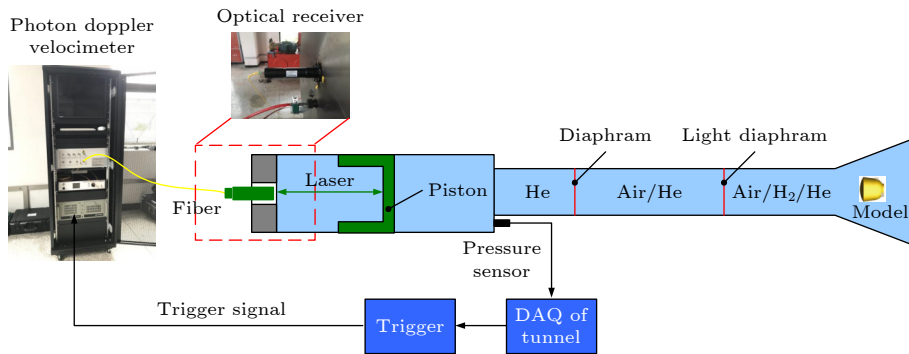 Photon doppler
velocimeter
Optical receiver
Diaphram
Light diaphram
Laser
Piston
He
Air/He
Air/H₂/He
Fiber
Model
Pressure
sensor
Trigger signal
Trigger
DAQ of
tunnel